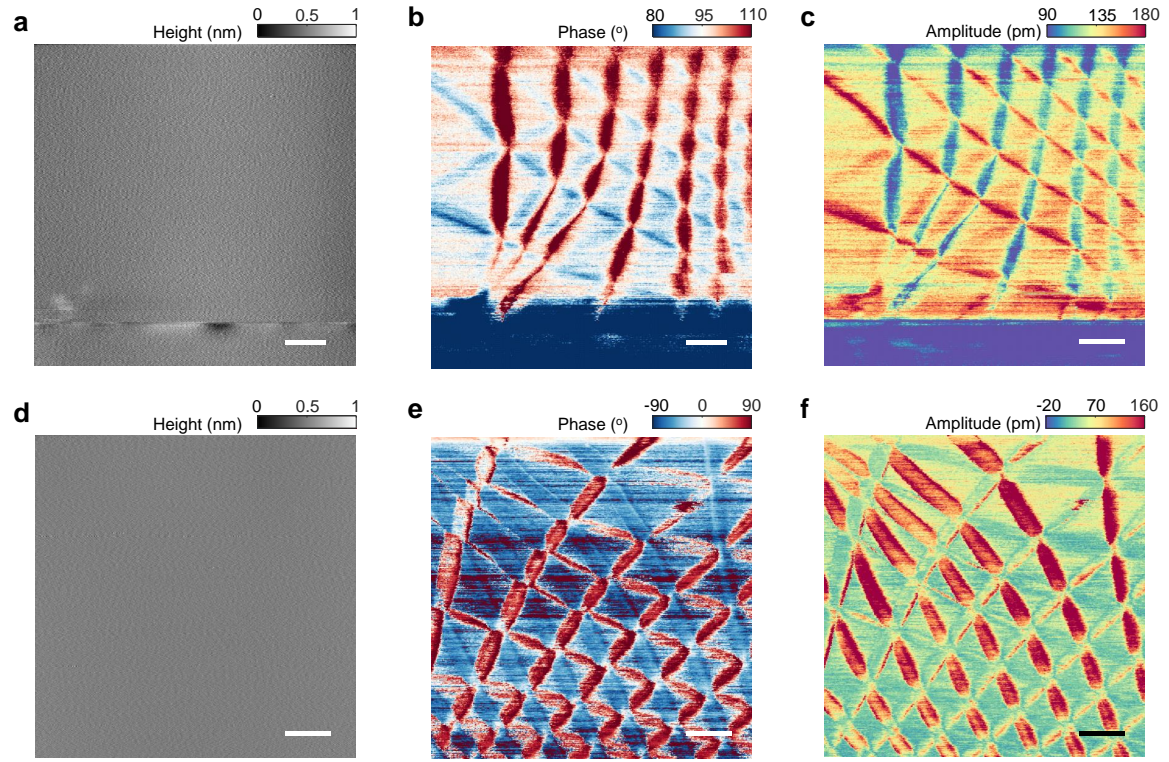 a
Height (nm)
0 0.5 1
b
Phase (°)
80 95 110
c
Amplitude (pm)
90 135 180
d
Height (nm)
0 0.5 1
e
Phase (°)
-90 0 90
f
Amplitude (pm)
-20 70 160